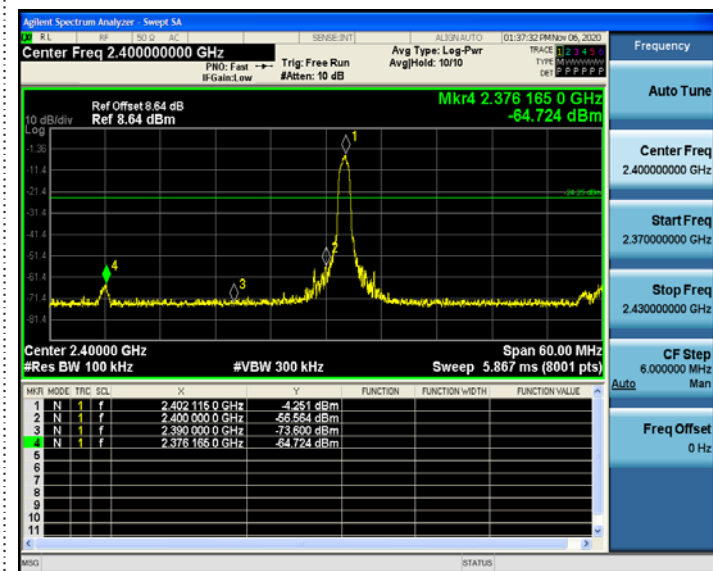 Agilent Spectrum Analyzer - Swept SA
RL RF 50 Ω AC SENSE:INT ALIGN AUTO 01:37:32 PM Nov 06, 2020
Center Freq 2.400000000 GHz
PNO: Fast
IFGain:Low
Trig: Free Run
#Atten: 10 dB
Avg Type: Log-Pwr
Avg|Hold: 10/10
TRACE 1 2 3 4 5 6
TYPE M W W W W W
DET P P P P P P
Ref Offset 8.64 dB
10 dB/div Ref 8.64 dBm
Log
Mkr4 2.376 165 0 GHz
-64.724 dBm
-1.36
-11.4
-21.4
-31.4
-41.4
-51.4
-61.4
-71.4
-81.4
1
-24.25 dBm
2
4
3
Center 2.40000 GHz Span 60.00 MHz
#Res BW 100 kHz #VBW 300 kHz Sweep 5.867 ms (8001 pts)
MKR MODE TRC SCL X Y FUNCTION FUNCTION WIDTH FUNCTION VALUE
1 N 1 f 2.402 115 0 GHz -4.251 dBm
2 N 1 f 2.400 000 0 GHz -56.564 dBm
3 N 1 f 2.390 000 0 GHz -73.600 dBm
4 N 1 f 2.376 165 0 GHz -64.724 dBm
5
6
7
8
9
10
11
MSG STATUS
Frequency
Auto Tune
Center Freq
2.400000000 GHz
Start Freq
2.370000000 GHz
Stop Freq
2.430000000 GHz
CF Step
6.000000 MHz
Auto Man
Freq Offset
0 Hz